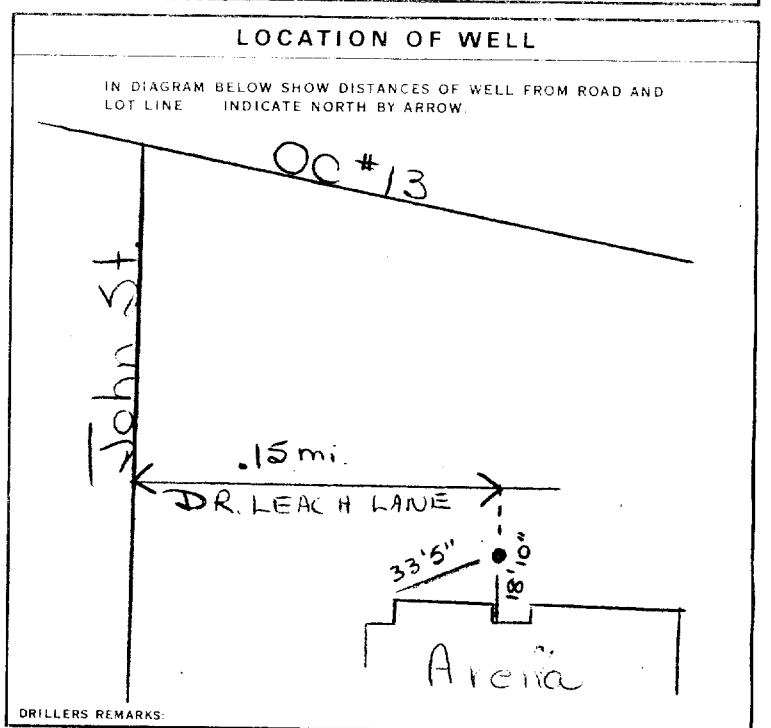 LOCATION OF WELL
IN DIAGRAM BELOW SHOW DISTANCES OF WELL FROM ROAD AND
LOT LINE INDICATE NORTH BY ARROW.
OC #13
John St.
.15 mi.
DR. LEACH LANE
33'5"
18'10"
Arena
DRILLERS REMARKS: